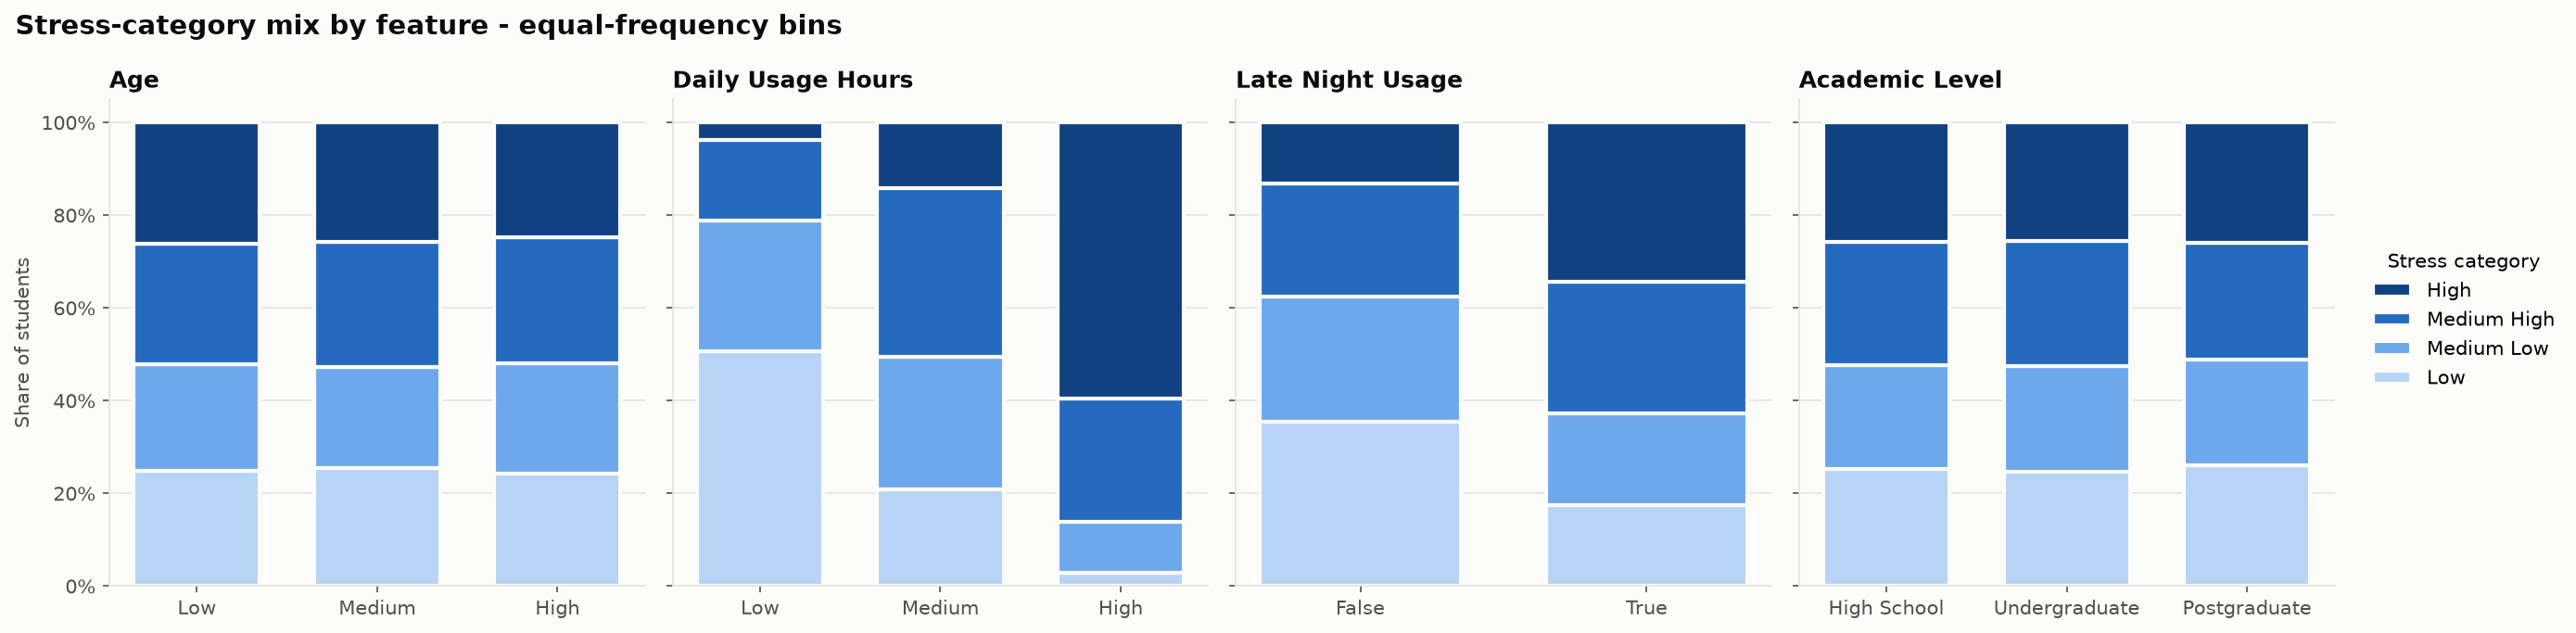 Stress-category mix by feature - equal-frequency bins
Age
Daily Usage Hours
Late Night Usage
Academic Level
Share of students
100%
80%
60%
40%
20%
0%
Low Medium High
Low Medium High
False True
High School Undergraduate Postgraduate
Stress category
High
Medium High
Medium Low
Low